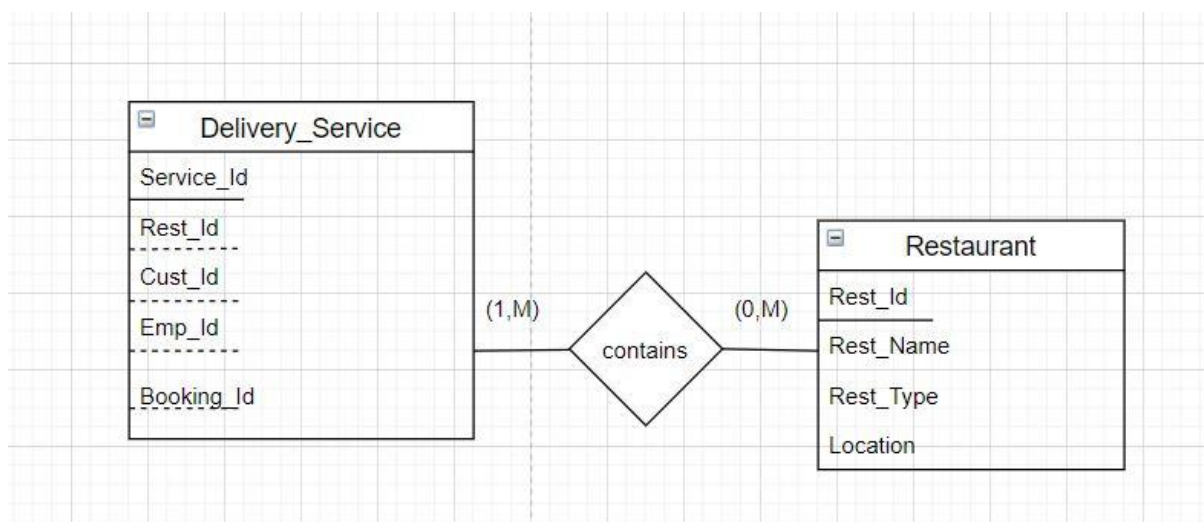 Delivery_Service
Service_Id
Rest_Id
Cust_Id
Emp_Id
Booking_Id
(1,M)
contains
(0,M)
Restaurant
Rest_Id
Rest_Name
Rest_Type
Location